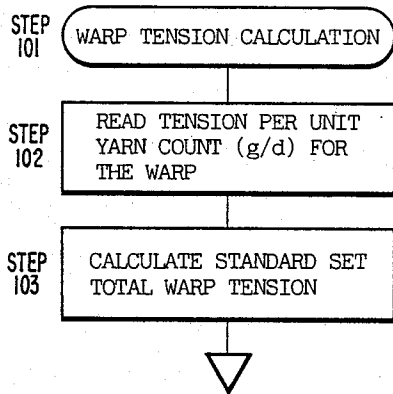 STEP
101
WARP TENSION CALCULATION
STEP
102
READ TENSION PER UNIT
YARN COUNT (g/d) FOR
THE WARP
STEP
103
CALCULATE STANDARD SET
TOTAL WARP TENSION